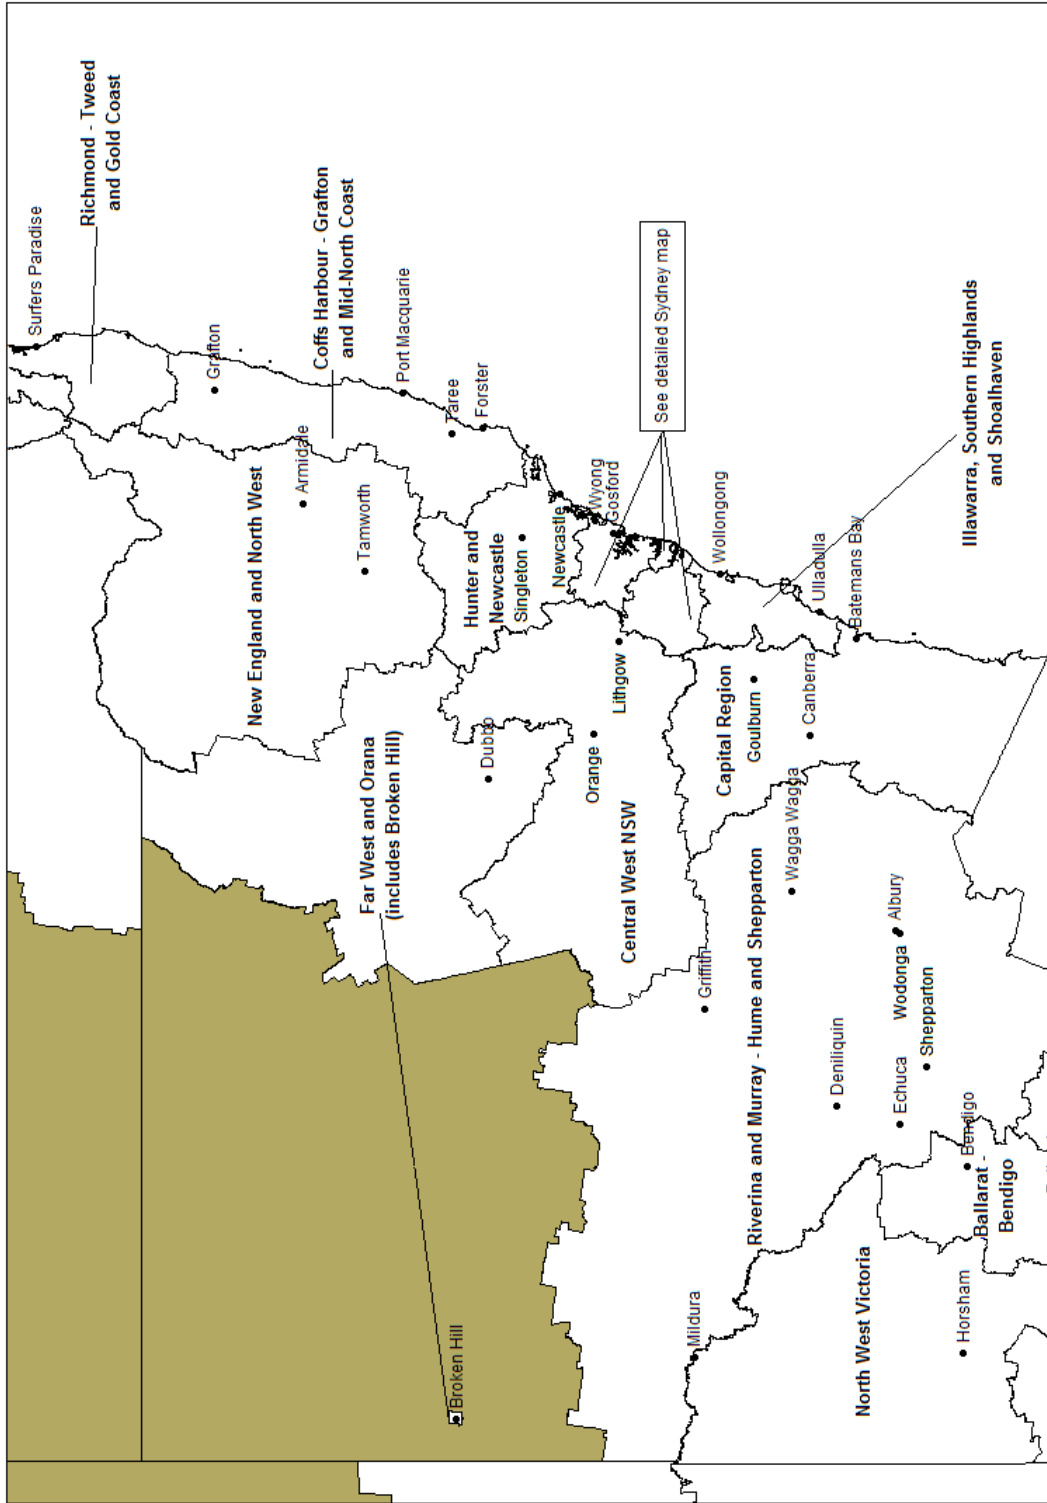 Surfers Paradise
Richmond - Tweed
and Gold Coast
Grafton
Coffs Harbour - Grafton
and Mid-North Coast
New England and North West
Armidale
Tamworth
Port Macquarie
Taree
Forster
Far West and Orana
(includes Broken Hill)
Hunter and
Newcastle
Singleton
Dubbo
Broken Hill
Newcastle
Wyong
Gosford
See detailed Sydney map
Orange
Lithgow
Central West NSW
Mildura
Griffith
Capital Region
Wollongong
Goulburn
Riverina and Murray - Hume and Shepparton
Wagga Wagga
Canberra
Ulladulla
Batemans Bay
Deniliquin
North West Victoria
Echuca
Wodonga
Albury
Shepparton
Horsham
Bendigo
Ballarat -
Bendigo
Illawarra, Southern Highlands
and Shoalhaven